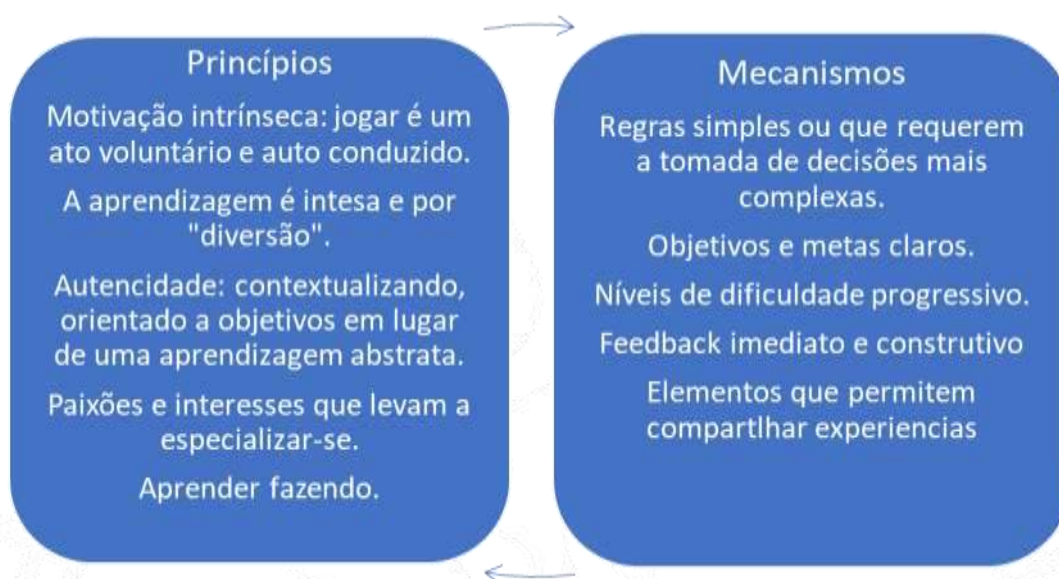 Princípios
Motivação intrínseca: jogar é um
ato voluntário e auto conduzido.
A aprendizagem é intesa e por
"diversão".
Autencidade: contextualizando,
orientado a objetivos em lugar
de uma aprendizagem abstrata.
Paixões e interesses que levam a
especializar-se.
Aprender fazendo.
Mecanismos
Regras simples ou que requerem
a tomada de decisões mais
complexas.
Objetivos e metas claros.
Níveis de dificuldade progressivo.
Feedback imediato e construtivo
Elementos que permitem
compartlhar experiencias